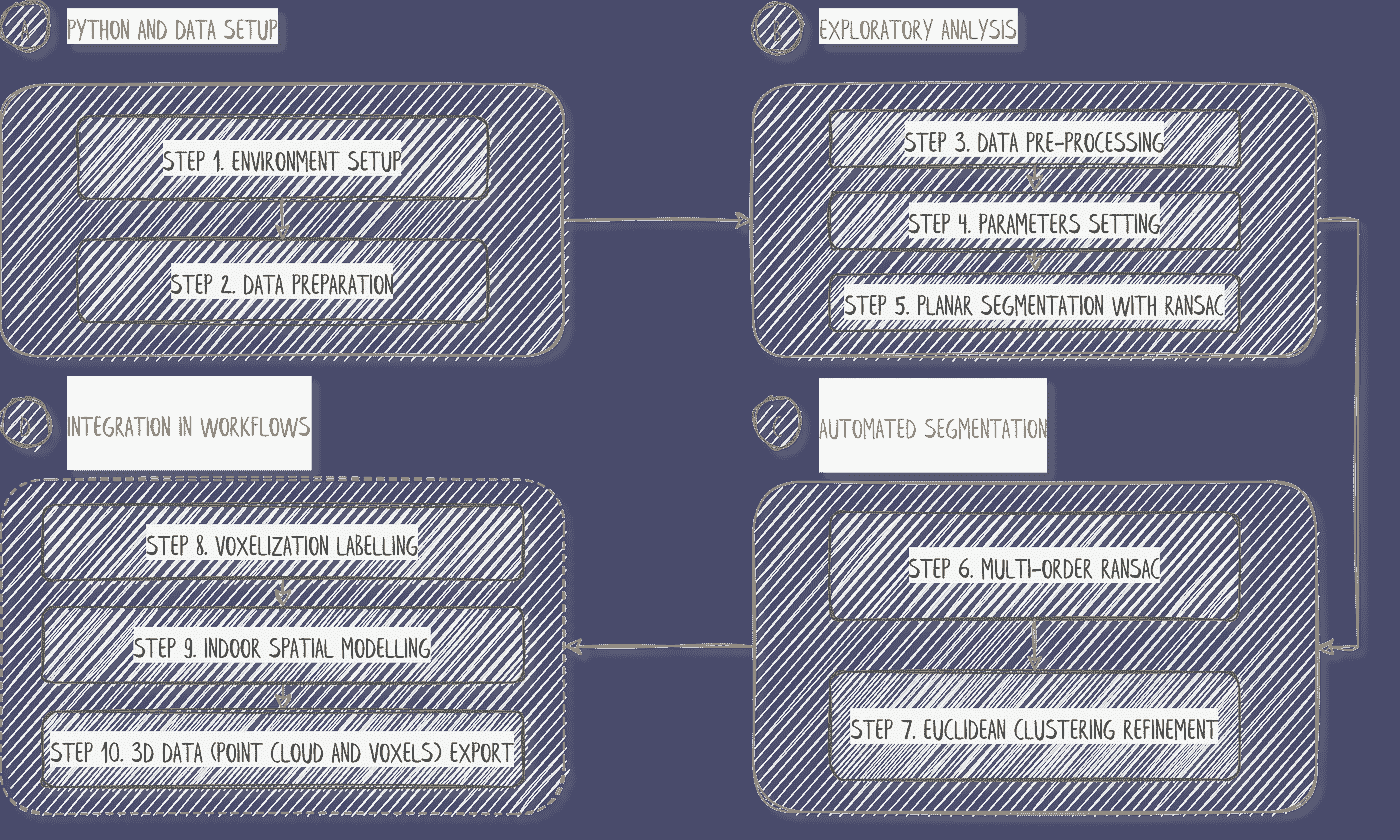 PYTHON AND DATA SETUP
STEP 1. ENVIRONMENT SETUP
STEP 2. DATA PREPARATION
EXPLORATORY ANALYSIS
STEP 3. DATA PRE-PROCESSING
STEP 4. PARAMETERS SETTING
STEP 5. PLANAR SEGMENTATION WITH RANSAC
C
AUTOMATED SEGMENTATION
STEP 6. MULTI-ORDER RANSAC
STEP 7. EUCLIDEAN CLUSTERING REFINEMENT
D
INTEGRATION IN WORKFLOWS
STEP 8. VOXELIZATION LABELLING
STEP 9. INDOOR SPATIAL MODELLING
STEP 10. 3D DATA (POINT CLOUD AND VOXELS) EXPORT